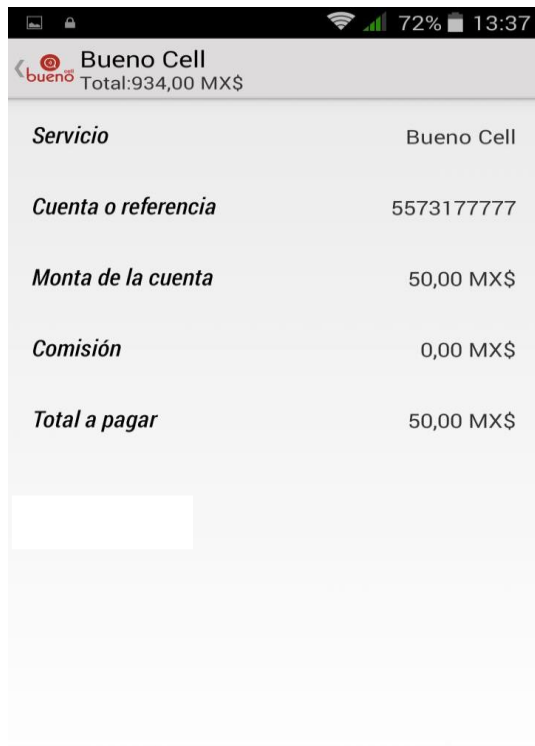 72% 13:37
bueno cell
Bueno Cell
Total:934,00 MX$
Servicio Bueno Cell
Cuenta o referencia 5573177777
Monta de la cuenta 50,00 MX$
Comisión 0,00 MX$
Total a pagar 50,00 MX$